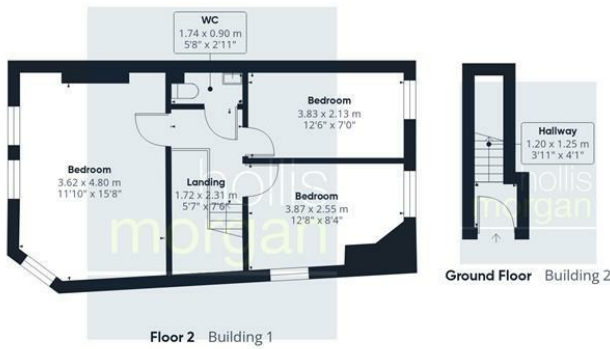 WC
1.74 x 0.90 m
5'8" x 2'11"
Bedroom
3.83 x 2.13 m
12'6" x 7'0"
Bedroom
3.62 x 4.80 m
11'10" x 15'8"
Landing
1.72 x 2.31 m
5'7" x 7'6"
Bedroom
3.87 x 2.55 m
12'8" x 8'4"
hollis
morgan
Floor 2 Building 1
Hallway
1.20 x 1.25 m
3'11" x 4'1"
hollis
morgan
Ground Floor Building 2